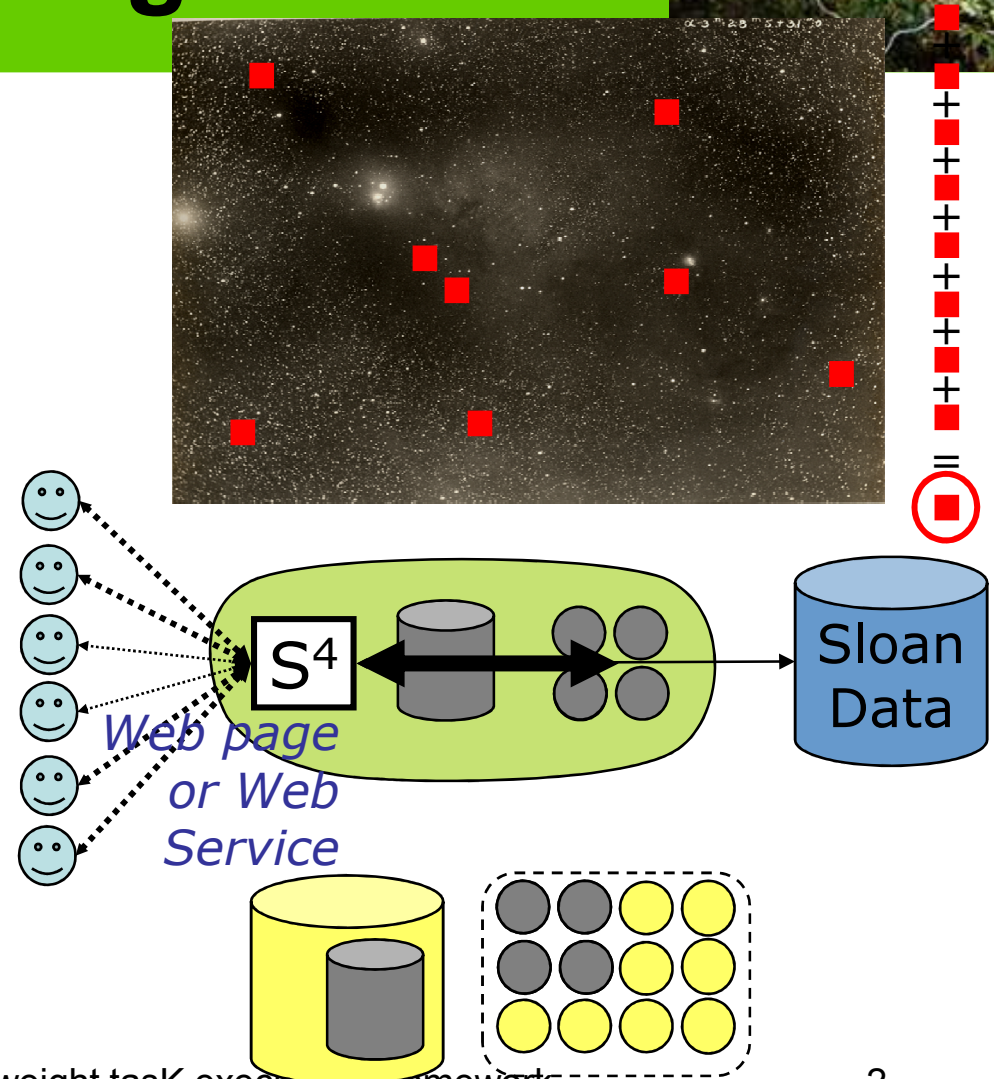 g
+
+
+
+
+
+
+
=
S⁴
Sloan
Data
Web page
or Web
Service